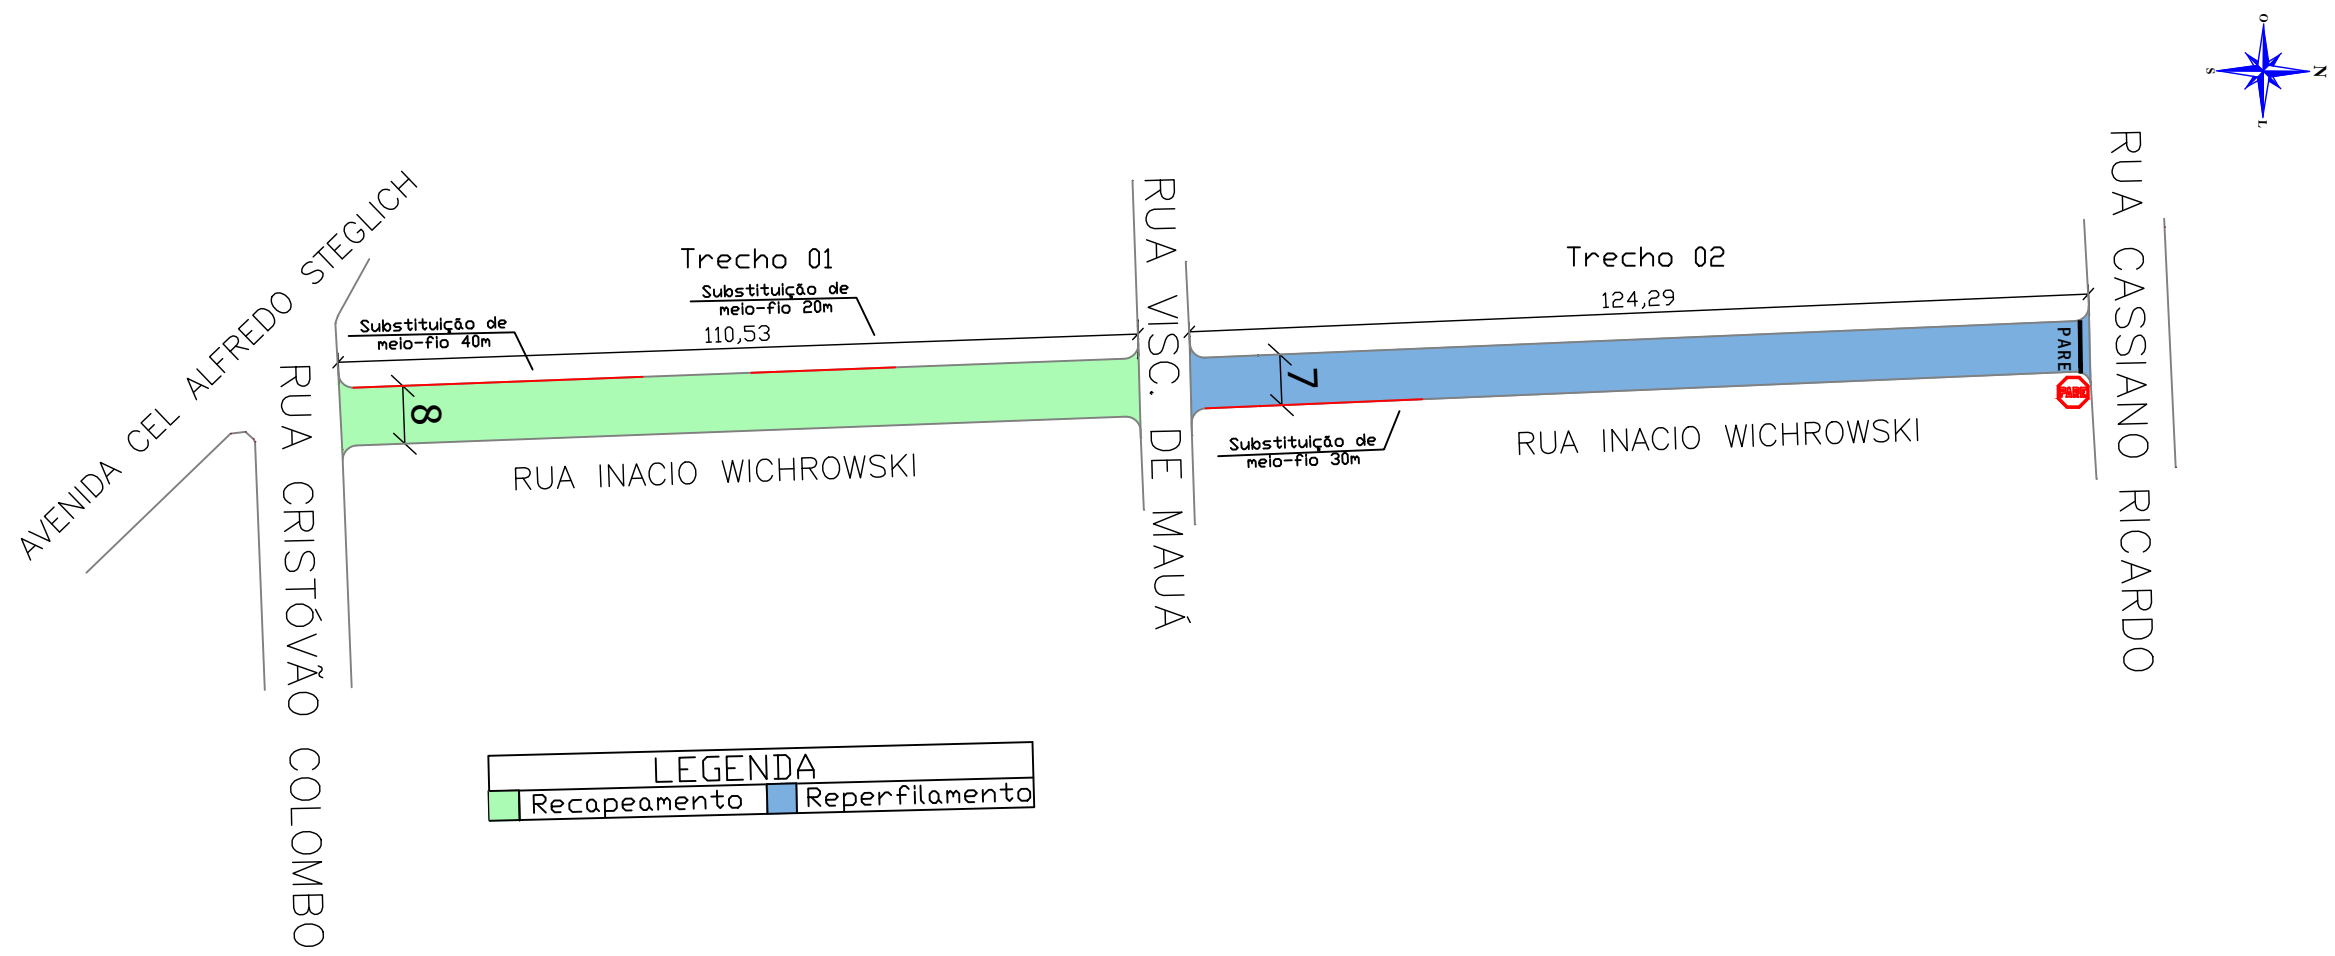 O
S
N
L
AVENIDA CEL ALFREDO STEGLICH
RUA CRISTÓVÃO COLOMBO
Trecho 01
Substituição de
meio-fio 20m
Substituição de
meio-fio 40m
110,53
8
RUA INACIO WICHROWSKI
RUA VISC. DE MAUÁ
Trecho 02
124,29
7
Substituição de
meio-fio 30m
RUA INACIO WICHROWSKI
PARE
PARE
RUA CASSIANO RICARDO
LEGENDA
Recapeamento
Reperfilamento